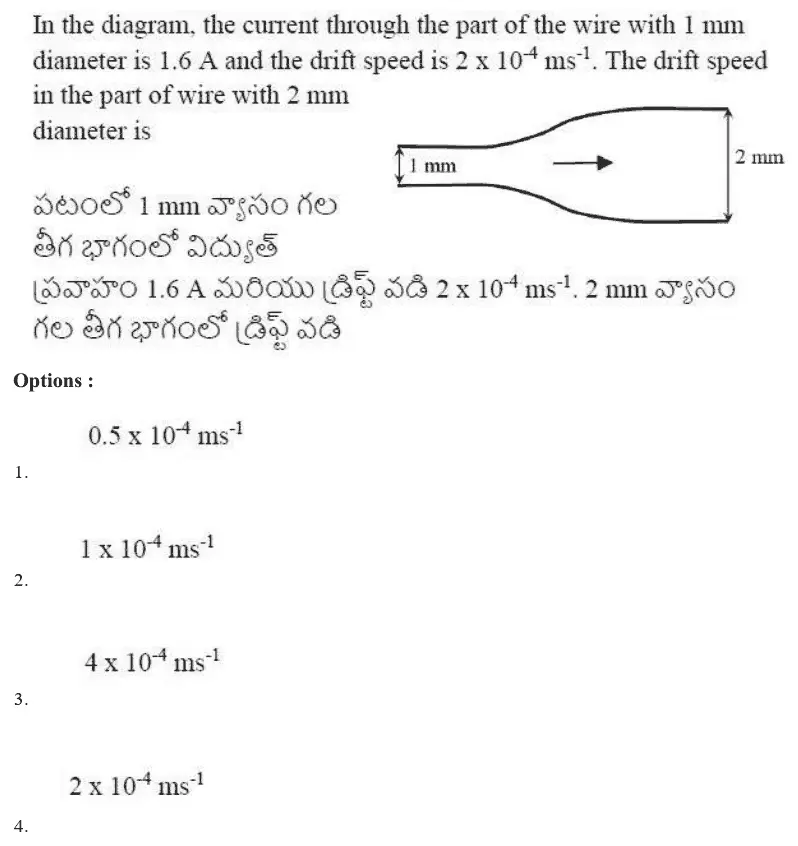 In the diagram, the current through the part of the wire with 1 mm
diameter is 1.6 A and the drift speed is 2 x 10⁻⁴ ms⁻¹. The drift speed
in the part of wire with 2 mm
diameter is
1 mm
2 mm
పటంలో 1 mm వ్యాసం గల
తీగ భాగంలో విద్యుత్
ప్రవాహం 1.6 A మరియు డ్రిఫ్ట్ వడి 2 x 10⁻⁴ ms⁻¹. 2 mm వ్యాసం
గల తీగ భాగంలో డ్రిఫ్ట్ వడి
Options :
0.5 x 10⁻⁴ ms⁻¹
1.
1 x 10⁻⁴ ms⁻¹
2.
4 x 10⁻⁴ ms⁻¹
3.
2 x 10⁻⁴ ms⁻¹
4.